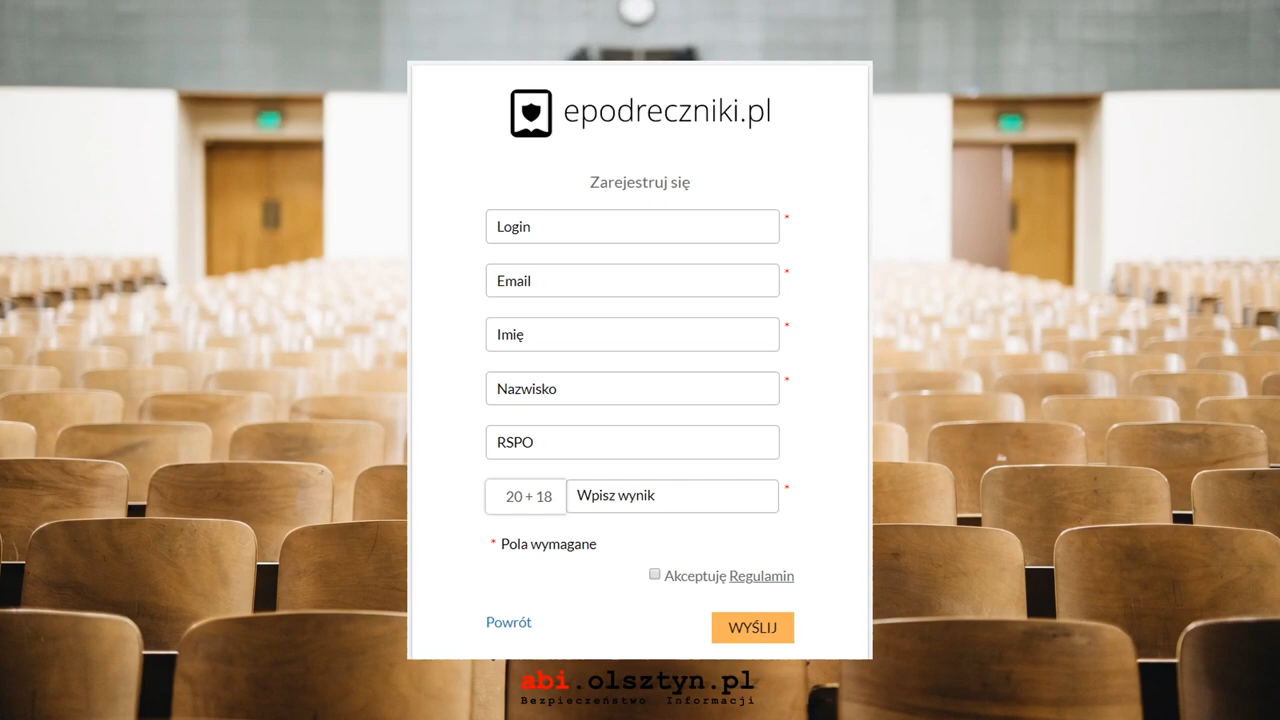 epodreczniki.pl
Zarejestruj się
Login *
Email *
Imię *
Nazwisko *
RSPO
20 + 18 Wpisz wynik *
* Pola wymagane
Akceptuję Regulamin
Powrót WYŚLIJ
abi.olsztyn.pl
Bezpieczeństwo Informacji